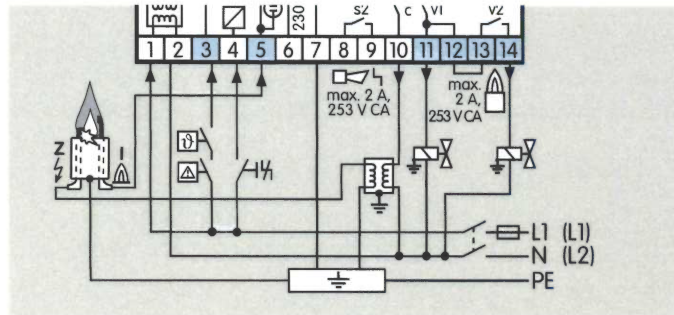 230
s2
c
v1
v2
1 2 3 4 5 6 7 8 9 10 11 12 13 14
max. 2 A,
253 V CA
max.
2 A,
253 V CA
ϑ
Z
I
L1 (L1)
N (L2)
PE